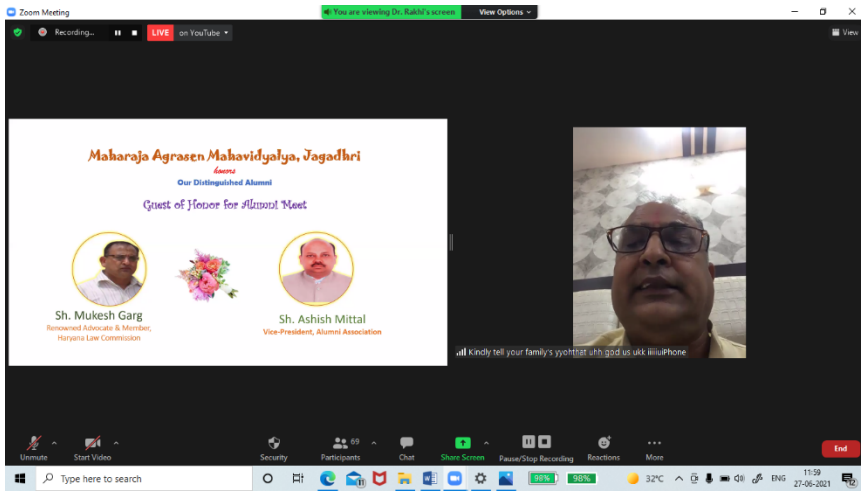 Zoom Meeting
You are viewing Dr. Rakhi's screen
View Options
Recording...
LIVE on YouTube
View
Maharaja Agrasen Mahavidyalya, Jagadhri
honors
Our Distinguished Alumni
Guest of Honor for Alumni Meet
Sh. Mukesh Garg
Renowned Advocate & Member,
Haryana Law Commission
Sh. Ashish Mittal
Vice-President, Alumni Association
Kindly tell your family's yyohthat uhh god us ukk iiiiiuiPhone
Unmute
Start Video
Security
69
Participants
Chat
Share Screen
Pause/Stop Recording
Reactions
More
End
Type here to search
11
98%
98%
32°C
ENG
11:59
27-06-2021
12